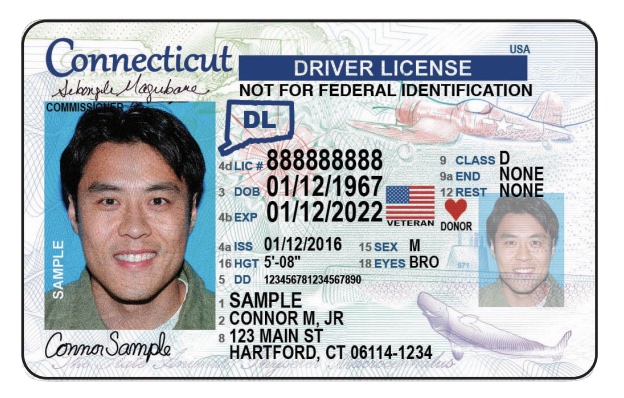 USA
Connecticut
DRIVER LICENSE
NOT FOR FEDERAL IDENTIFICATION
COMMISSIONER
DL
4d LIC # 888888888
9 CLASS D
3 DOB 01/12/1967
9a END NONE
12 REST NONE
4b EXP 01/12/2022
VETERAN
DONOR
4a ISS 01/12/2016
15 SEX M
16 HGT 5'-08"
18 EYES BRO
5 DD 123456781234567890
SAMPLE
1 SAMPLE
2 CONNOR M, JR
8 123 MAIN ST
HARTFORD, CT 06114-1234
Connor Sample